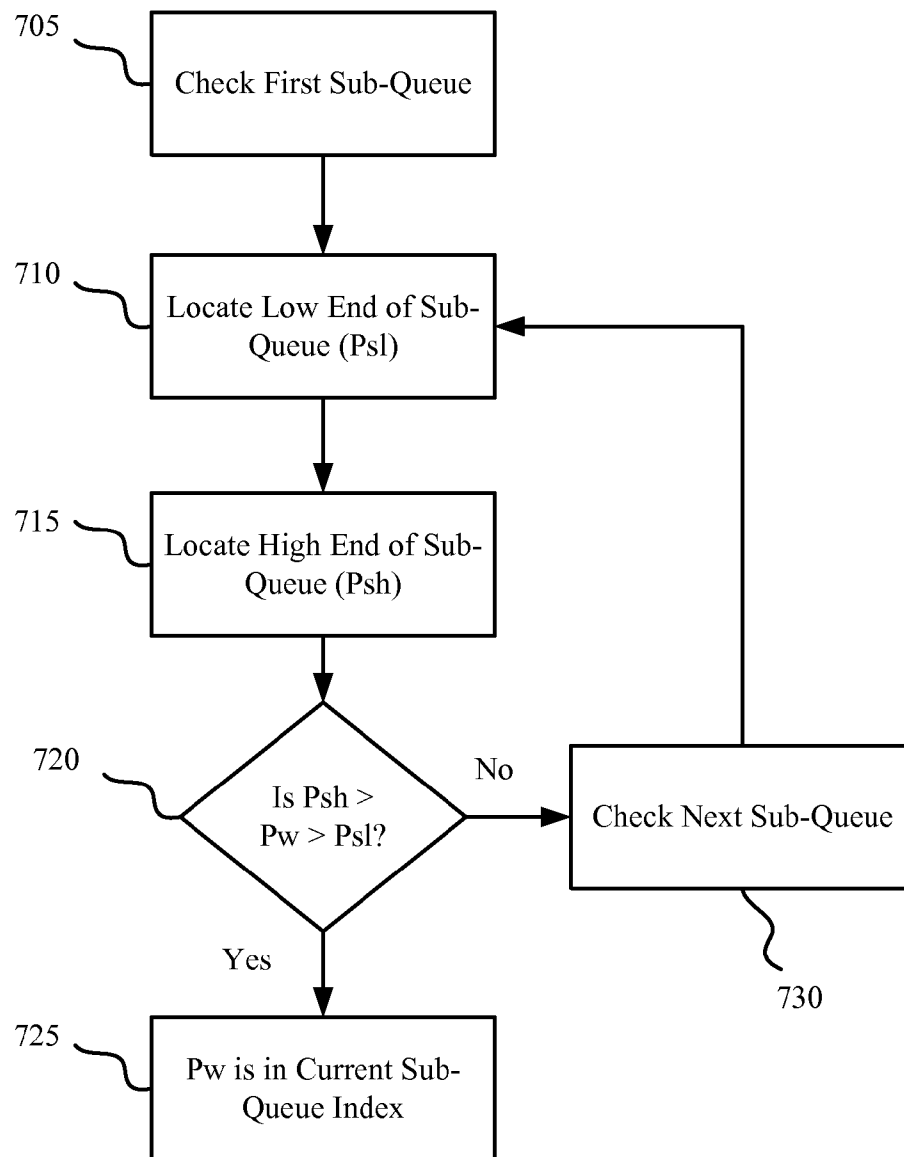 705
Check First Sub-Queue
710
Locate Low End of Sub-
Queue (Psl)
715
Locate High End of Sub-
Queue (Psh)
720
Is Psh >
Pw > Psl?
No
Check Next Sub-Queue
730
Yes
725
Pw is in Current Sub-
Queue Index